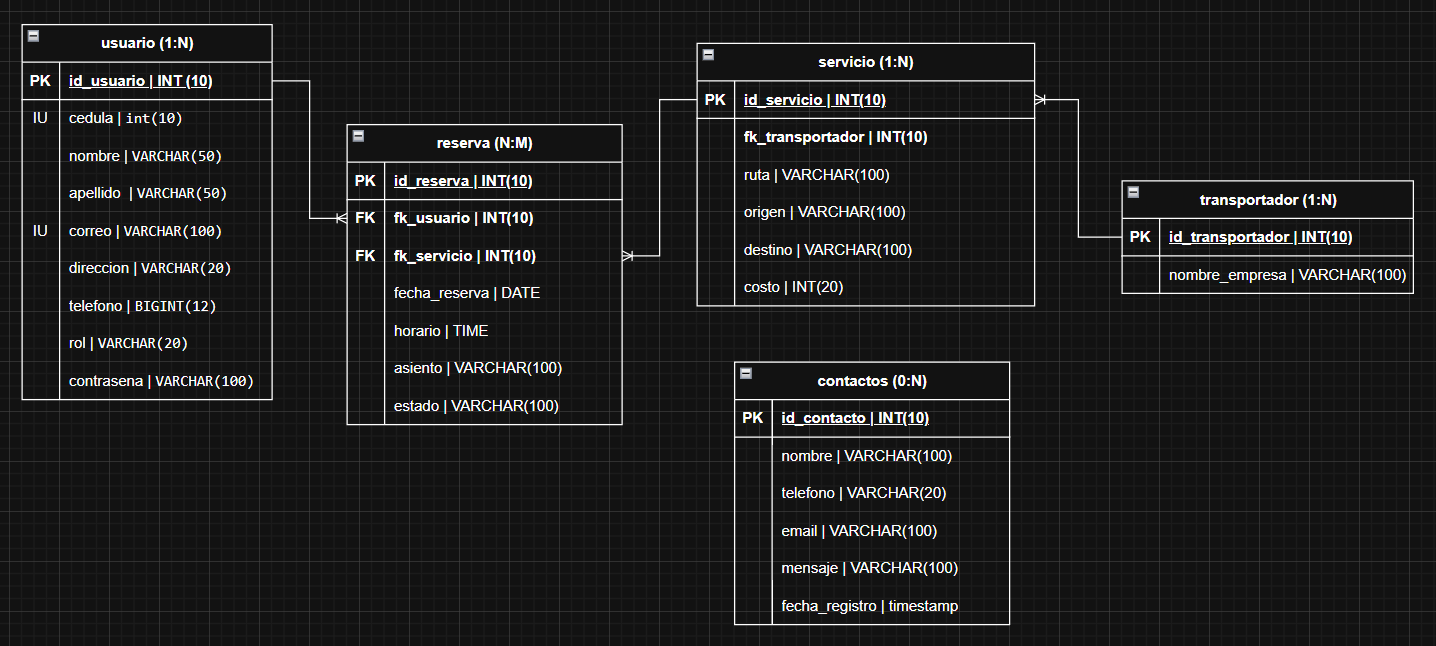 usuario (1:N)
PK id_usuario | INT (10)
IU cedula | int(10)
nombre | VARCHAR(50)
apellido | VARCHAR(50)
IU correo | VARCHAR(100)
direccion | VARCHAR(20)
telefono | BIGINT(12)
rol | VARCHAR(20)
contrasena | VARCHAR(100)
reserva (N:M)
PK id_reserva | INT(10)
FK fk_usuario | INT(10)
FK fk_servicio | INT(10)
fecha_reserva | DATE
horario | TIME
asiento | VARCHAR(100)
estado | VARCHAR(100)
servicio (1:N)
PK id_servicio | INT(10)
fk_transportador | INT(10)
ruta | VARCHAR(100)
origen | VARCHAR(100)
destino | VARCHAR(100)
costo | INT(20)
transportador (1:N)
PK id_transportador | INT(10)
nombre_empresa | VARCHAR(100)
contactos (0:N)
PK id_contacto | INT(10)
nombre | VARCHAR(100)
telefono | VARCHAR(20)
email | VARCHAR(100)
mensaje | VARCHAR(100)
fecha_registro | timestamp